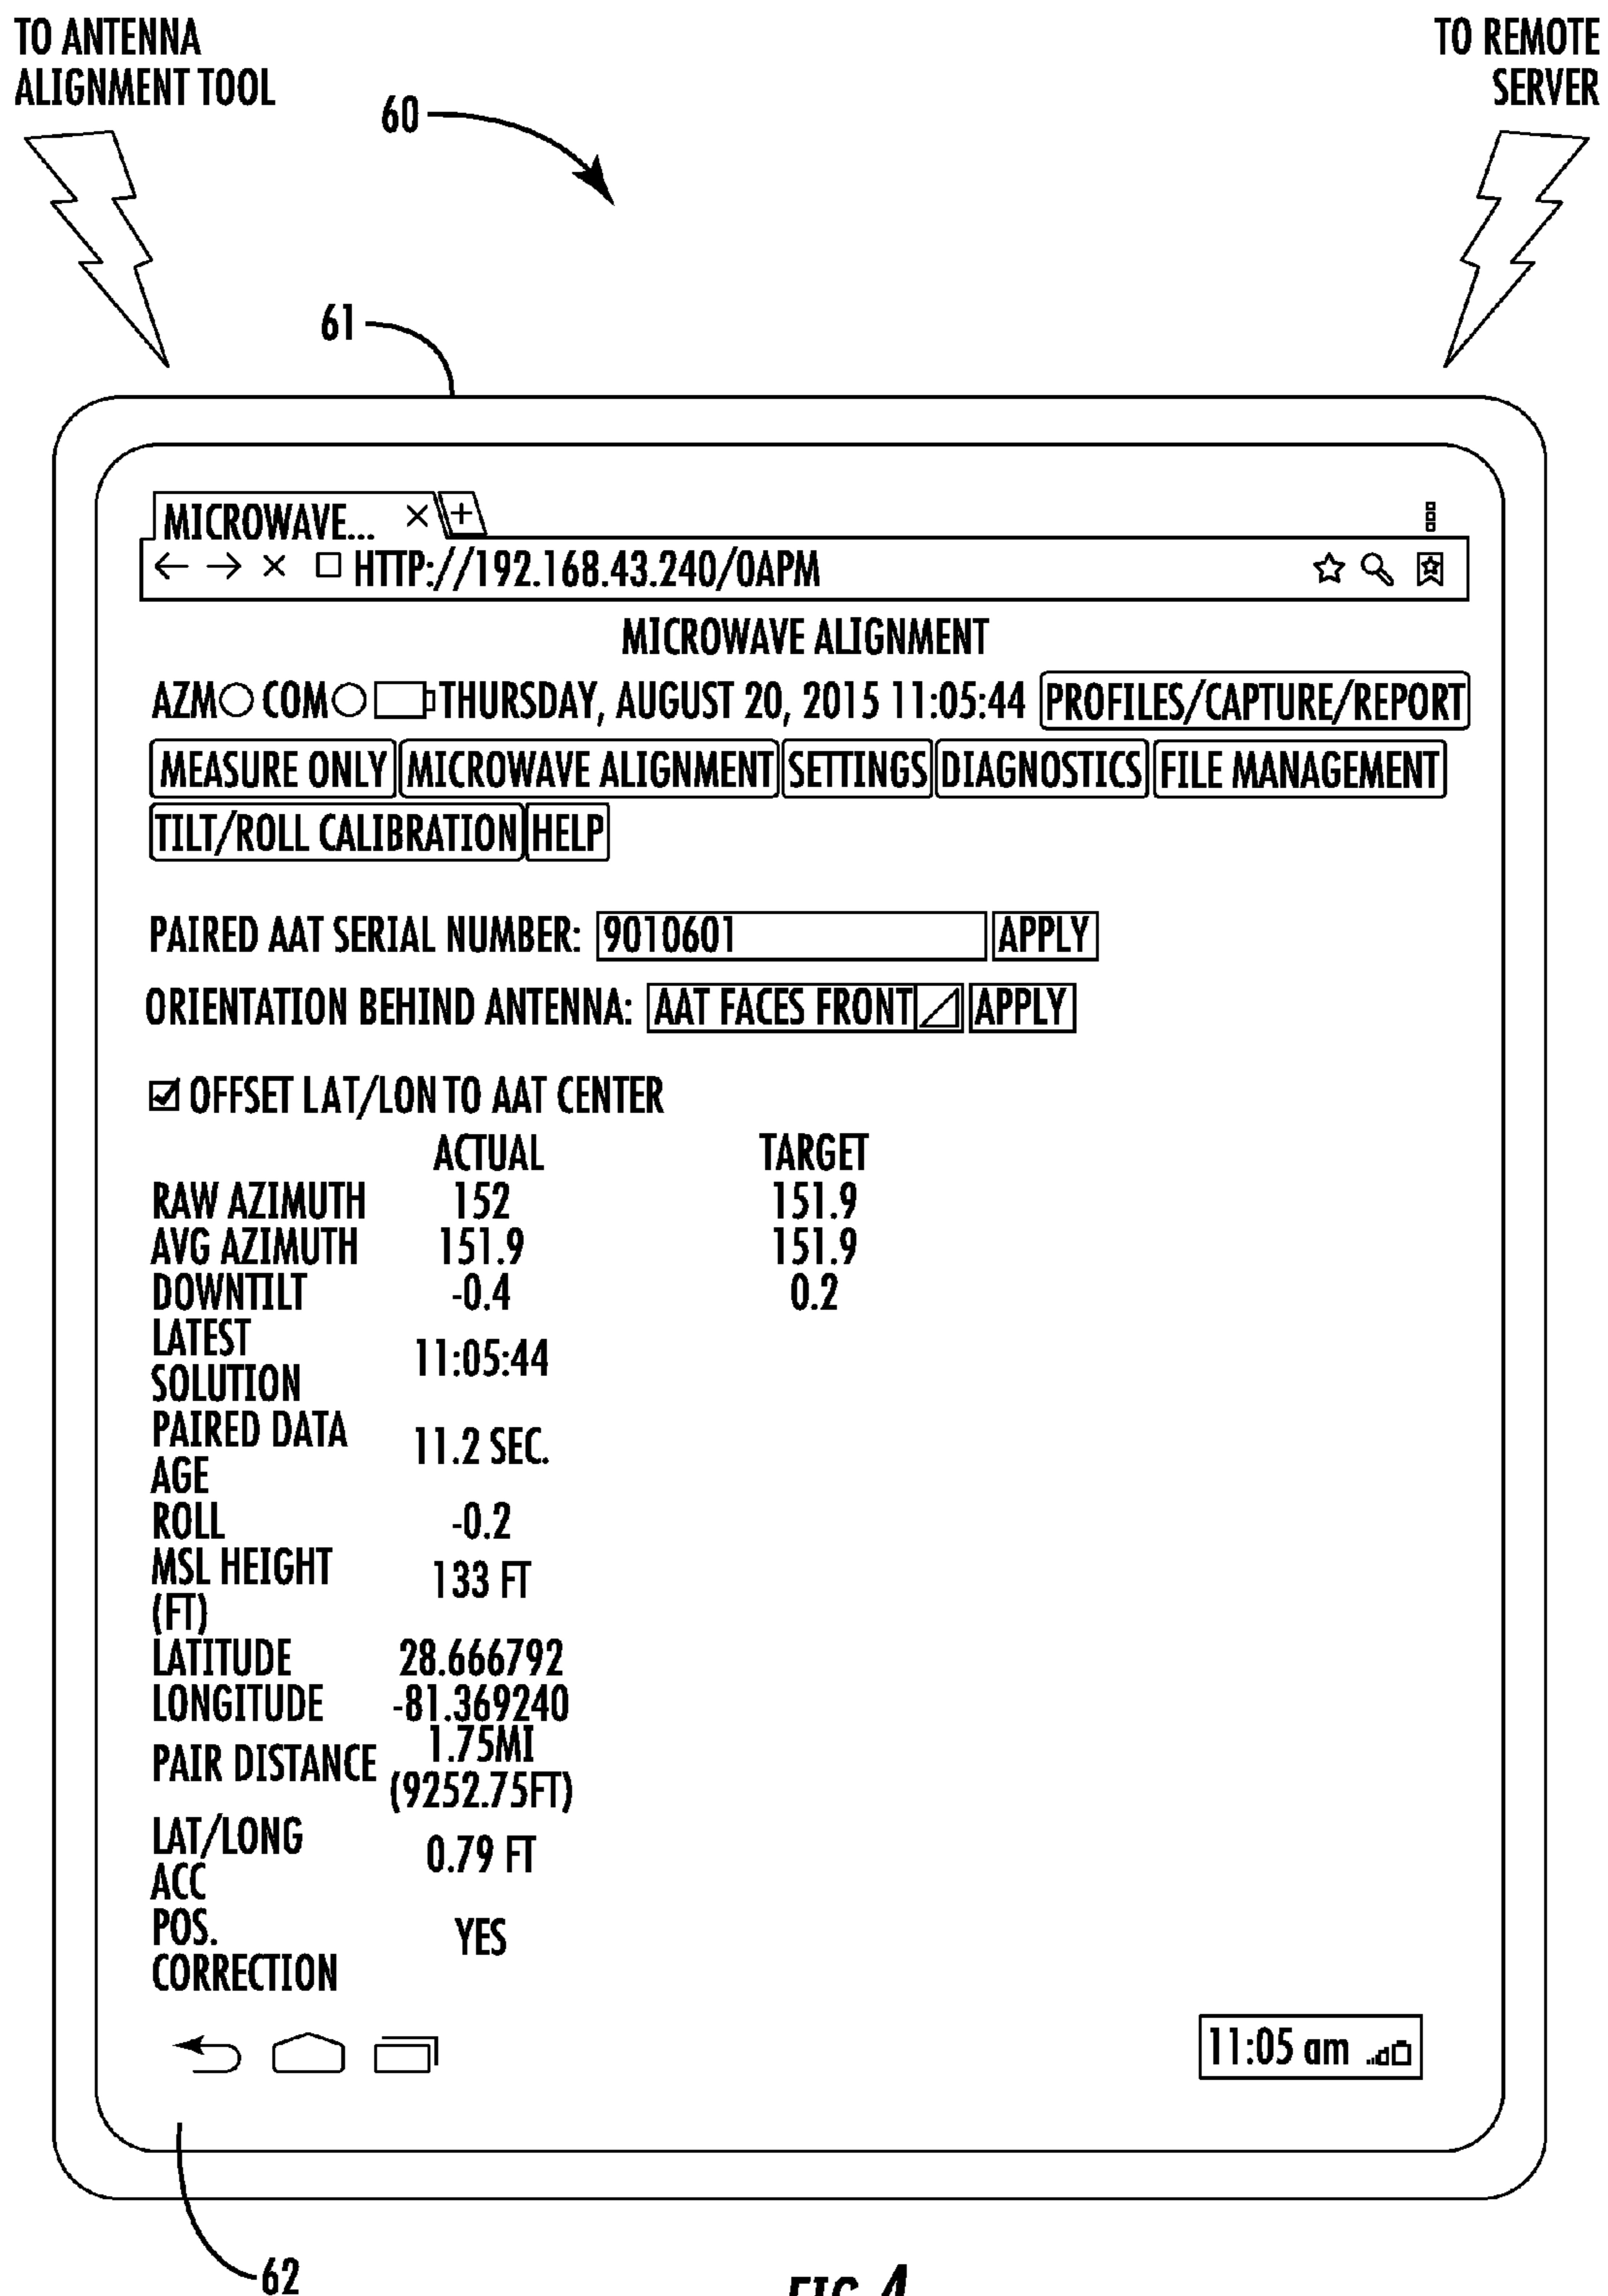 TO ANTENNA
ALIGNMENT TOOL
TO REMOTE
SERVER
60
61
MICROWAVE...
HTTP://192.168.43.240/0APM
MICROWAVE ALIGNMENT
AZM COM THURSDAY, AUGUST 20, 2015 11:05:44 PROFILES/CAPTURE/REPORT
MEASURE ONLY MICROWAVE ALIGNMENT SETTINGS DIAGNOSTICS FILE MANAGEMENT
TILT/ROLL CALIBRATION HELP
PAIRED AAT SERIAL NUMBER: 9010601 APPLY
ORIENTATION BEHIND ANTENNA: AAT FACES FRONT APPLY
OFFSET LAT/LON TO AAT CENTER
ACTUAL TARGET
RAW AZIMUTH 152 151.9
AVG AZIMUTH 151.9 151.9
DOWNTILT -0.4 0.2
LATEST
SOLUTION
11:05:44
PAIRED DATA
AGE
11.2 SEC.
ROLL -0.2
MSL HEIGHT
(FT)
133 FT
LATITUDE 28.666792
LONGITUDE -81.369240
PAIR DISTANCE
1.75MI
(9252.75FT)
LAT/LONG
ACC
0.79 FT
POS.
CORRECTION
YES
11:05 am
62
FIG. 4